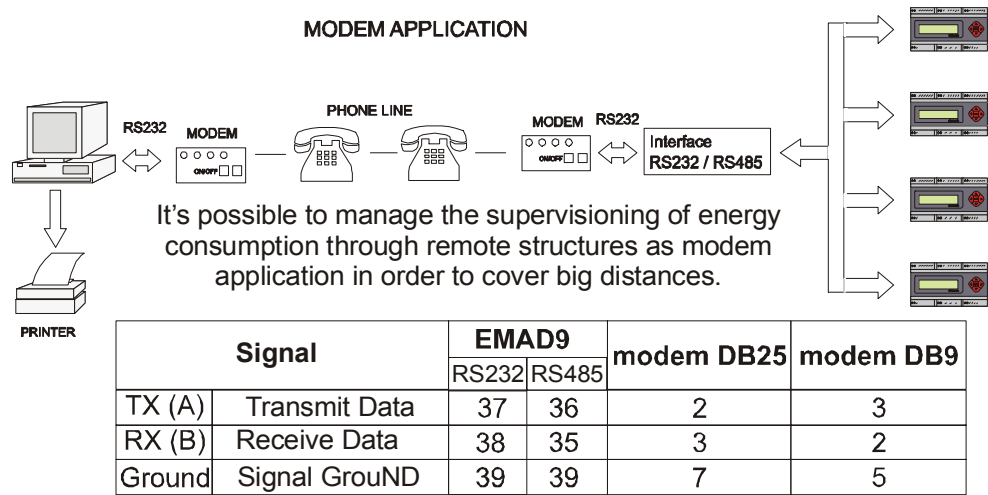 MODEM APPLICATION
RS232
MODEM
ON/OFF
PHONE LINE
MODEM
ON/OFF
RS232
Interface
RS232 / RS485
PRINTER
It's possible to manage the supervisioning of energy
consumption through remote structures as modem
application in order to cover big distances.
Signal EMAD9 modem DB25 modem DB9
RS232 RS485
TX (A) Transmit Data 37 36 2 3
RX (B) Receive Data 38 35 3 2
Ground Signal GrouND 39 39 7 5